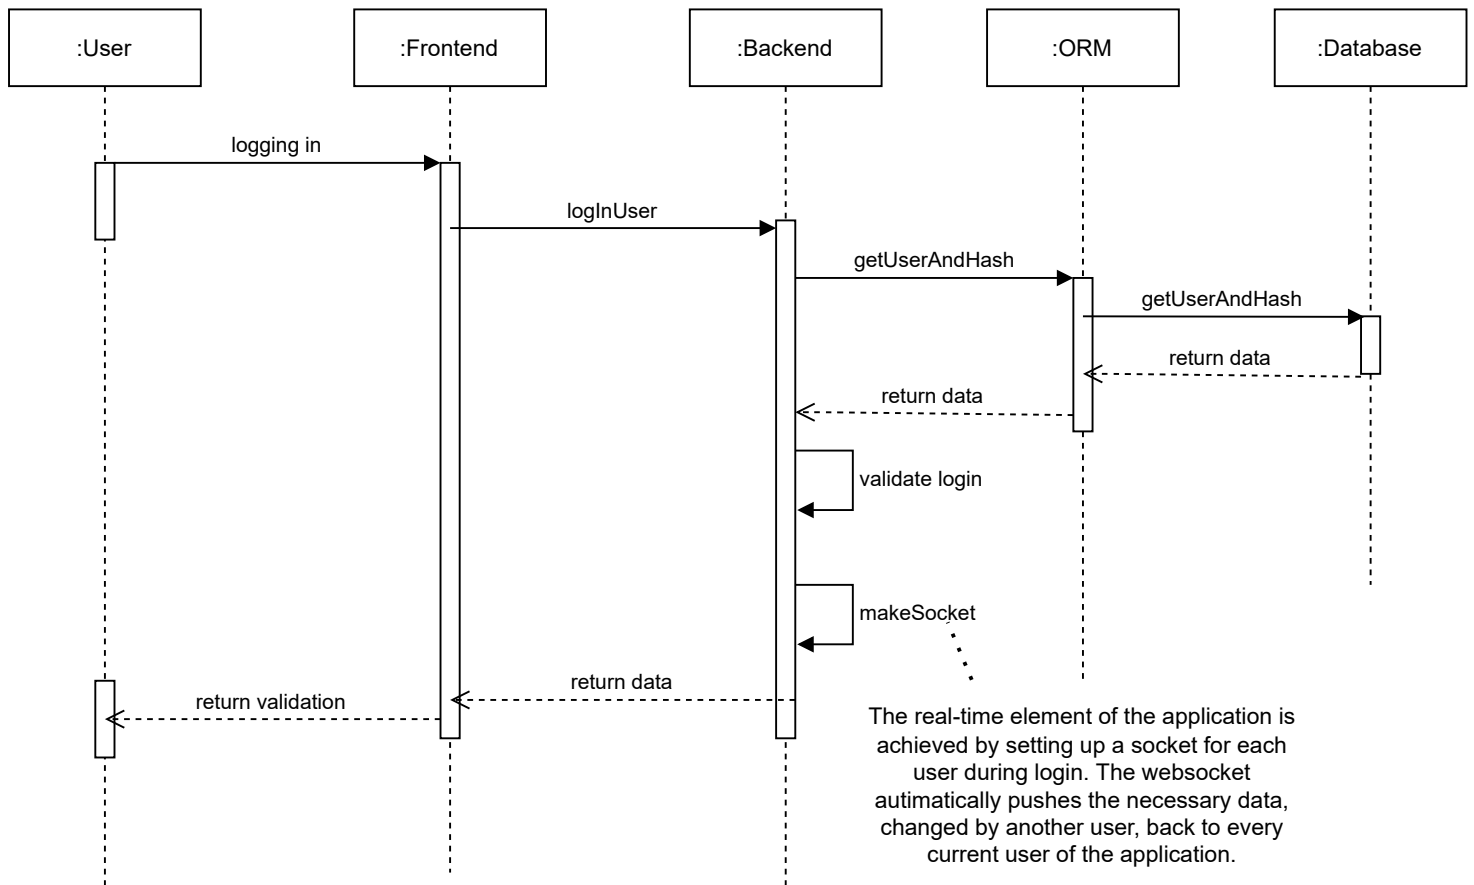 :User
:Frontend
:Backend
:ORM
:Database
logging in
logInUser
getUserAndHash
getUserAndHash
return data
return data
validate login
makeSocket
return data
return validation
The real-time element of the application is
achieved by setting up a socket for each
user during login. The websocket
autimatically pushes the necessary data,
changed by another user, back to every
current user of the application.